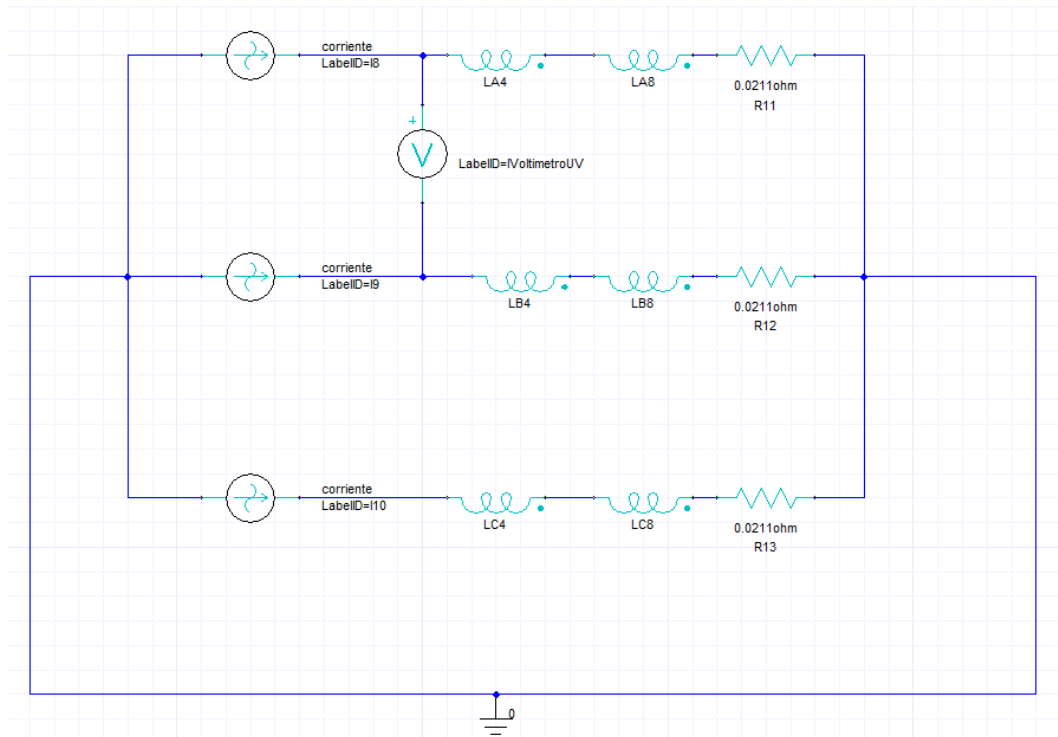 corriente
LabelID=I8
LA4
LA8
0.0211ohm
R11
+
V
LabelID=IVoltimetroUV
corriente
LabelID=I9
LB4
LB8
0.0211ohm
R12
corriente
LabelID=I10
LC4
LC8
0.0211ohm
R13
0